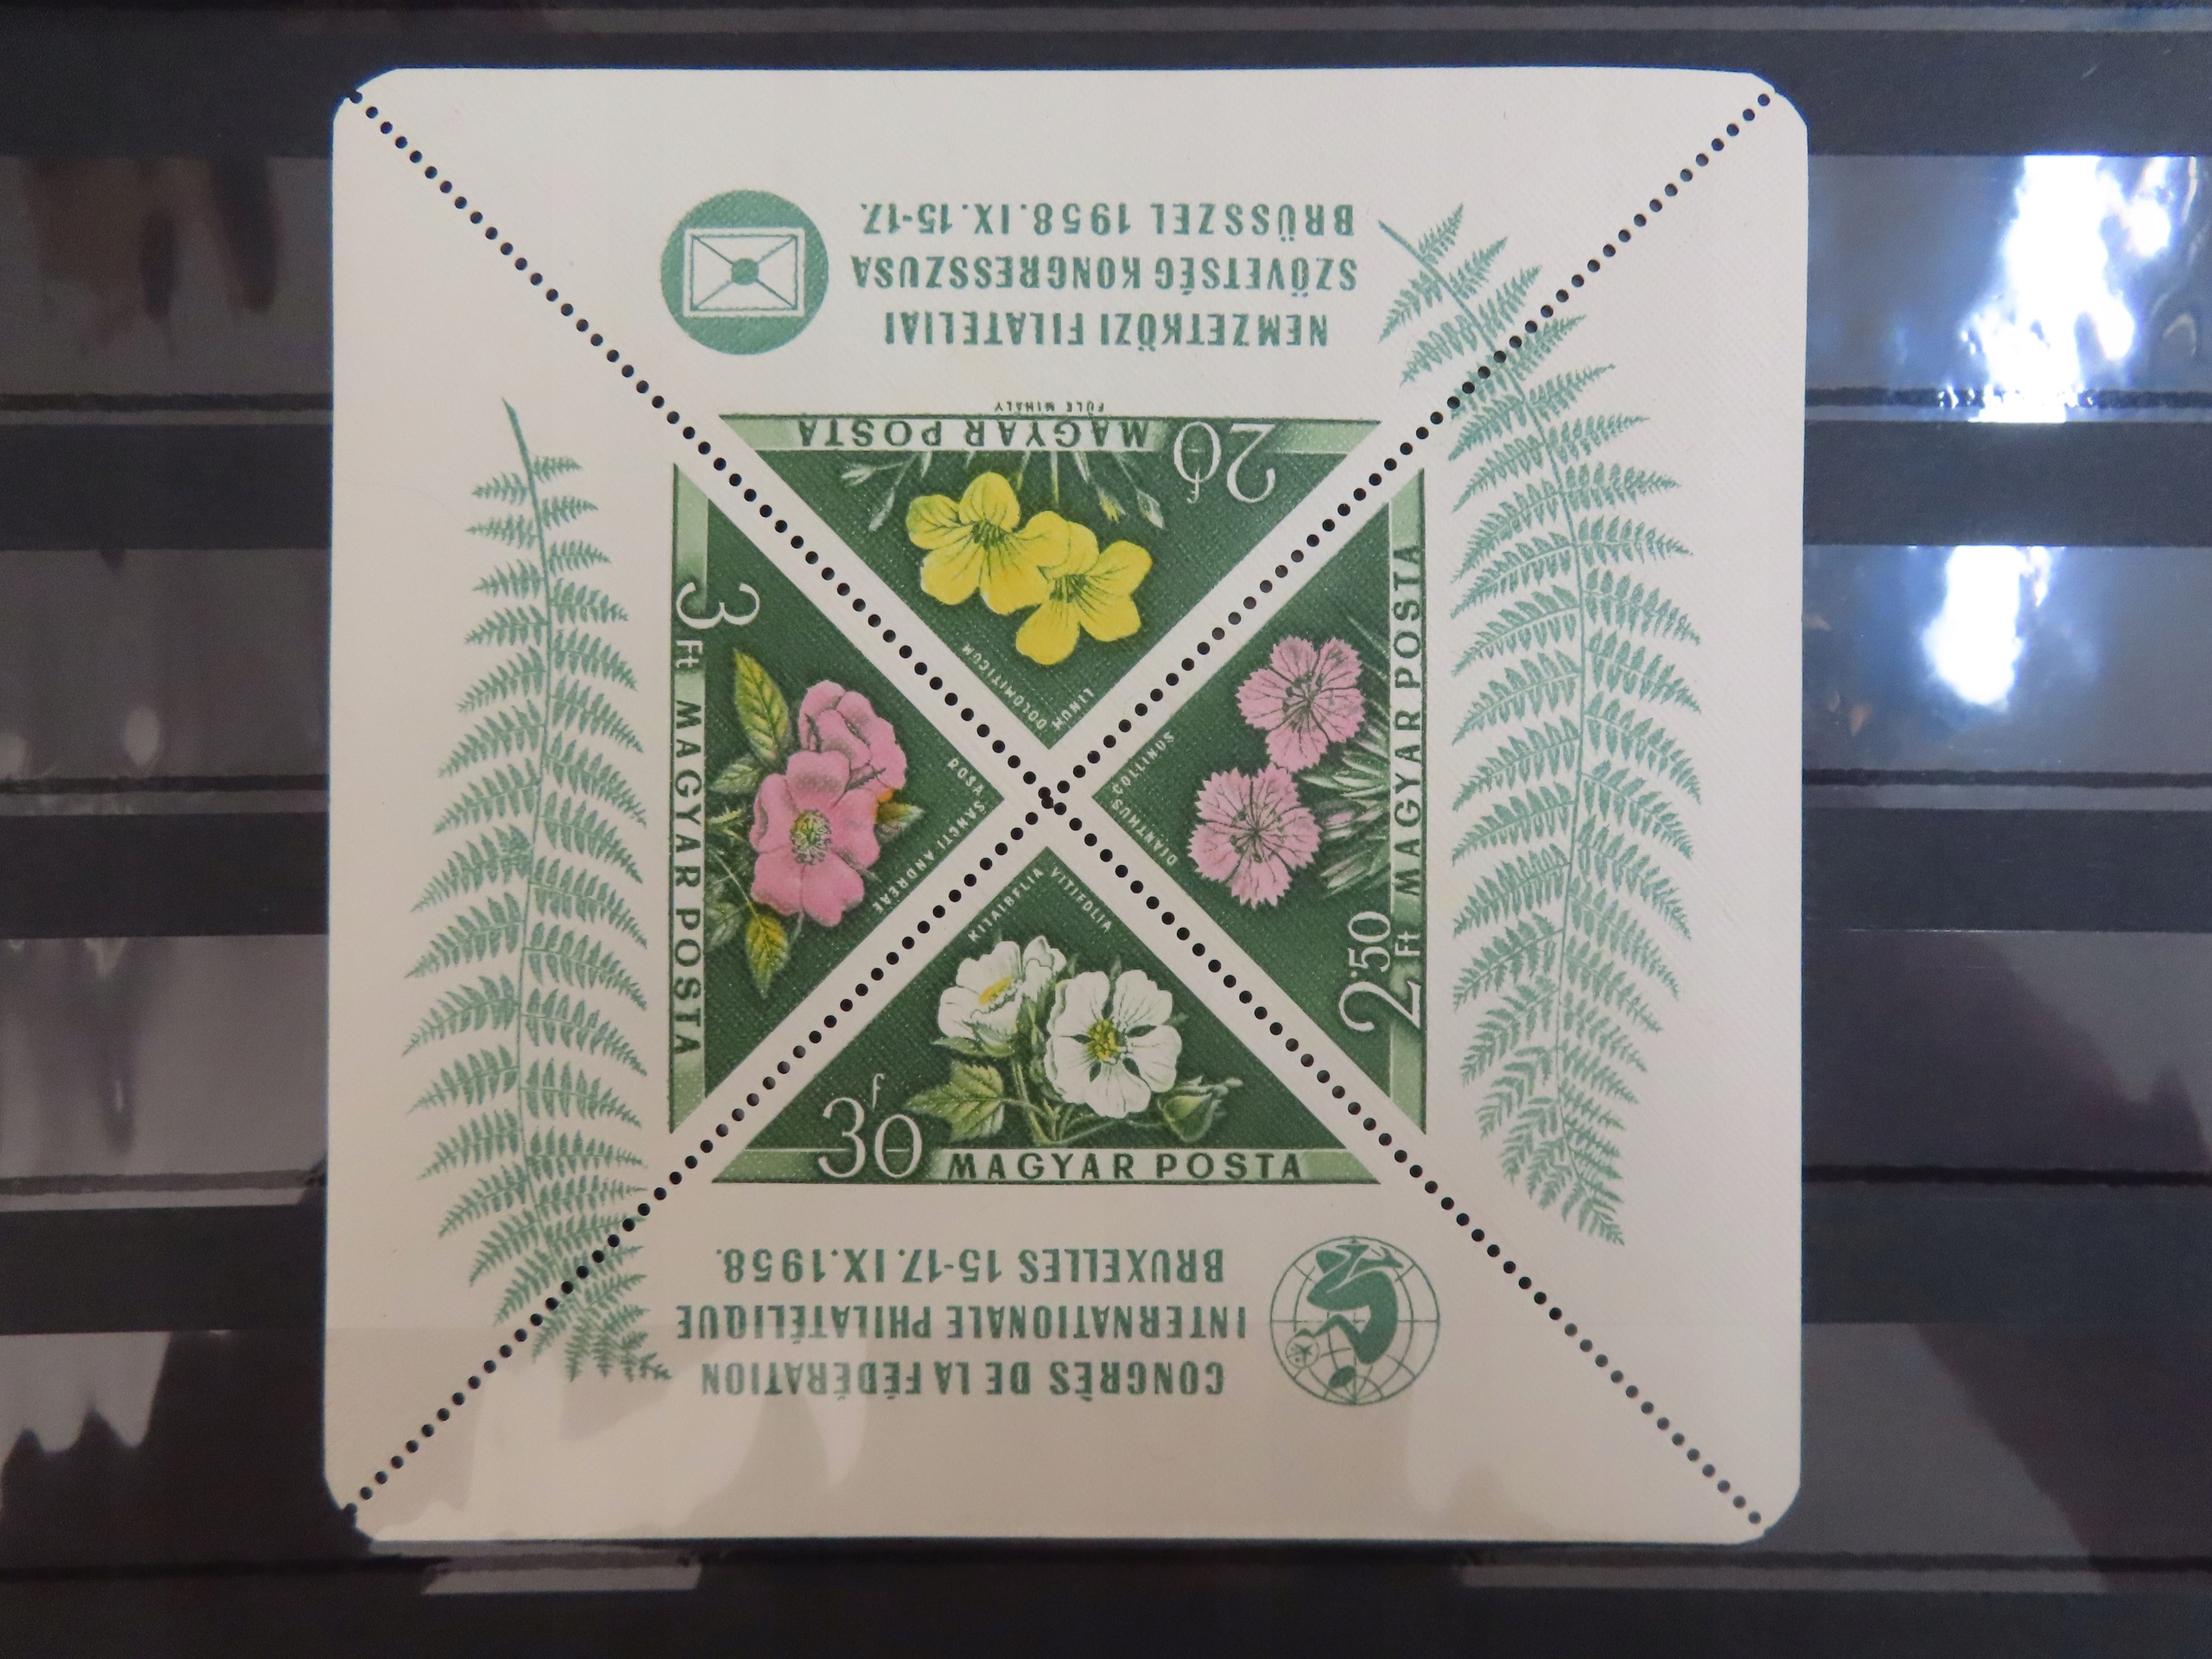 CONGRÈS DE LA FÉDÉRATION
INTERNATIONALE PHILATÉLIQUE
BRUXELLES 15-17. IX. 1958.
30f MAGYAR POSTA
KITAIBELIA VITIFOLIA
2.50 Ft MAGYAR POSTA
DIANTHUS COLLINUS
3 Ft MAGYAR POSTA
ROSA SANCTI ANDREAE
LINUM DOLOMITICUM
20f MAGYAR POSTA
FÜLE MIHÁLY
NEMZETKÖZI FILATELIAI
SZÖVETSÉG KONGRESSZUSA
BRÜSSZEL 1958. IX. 15-17.